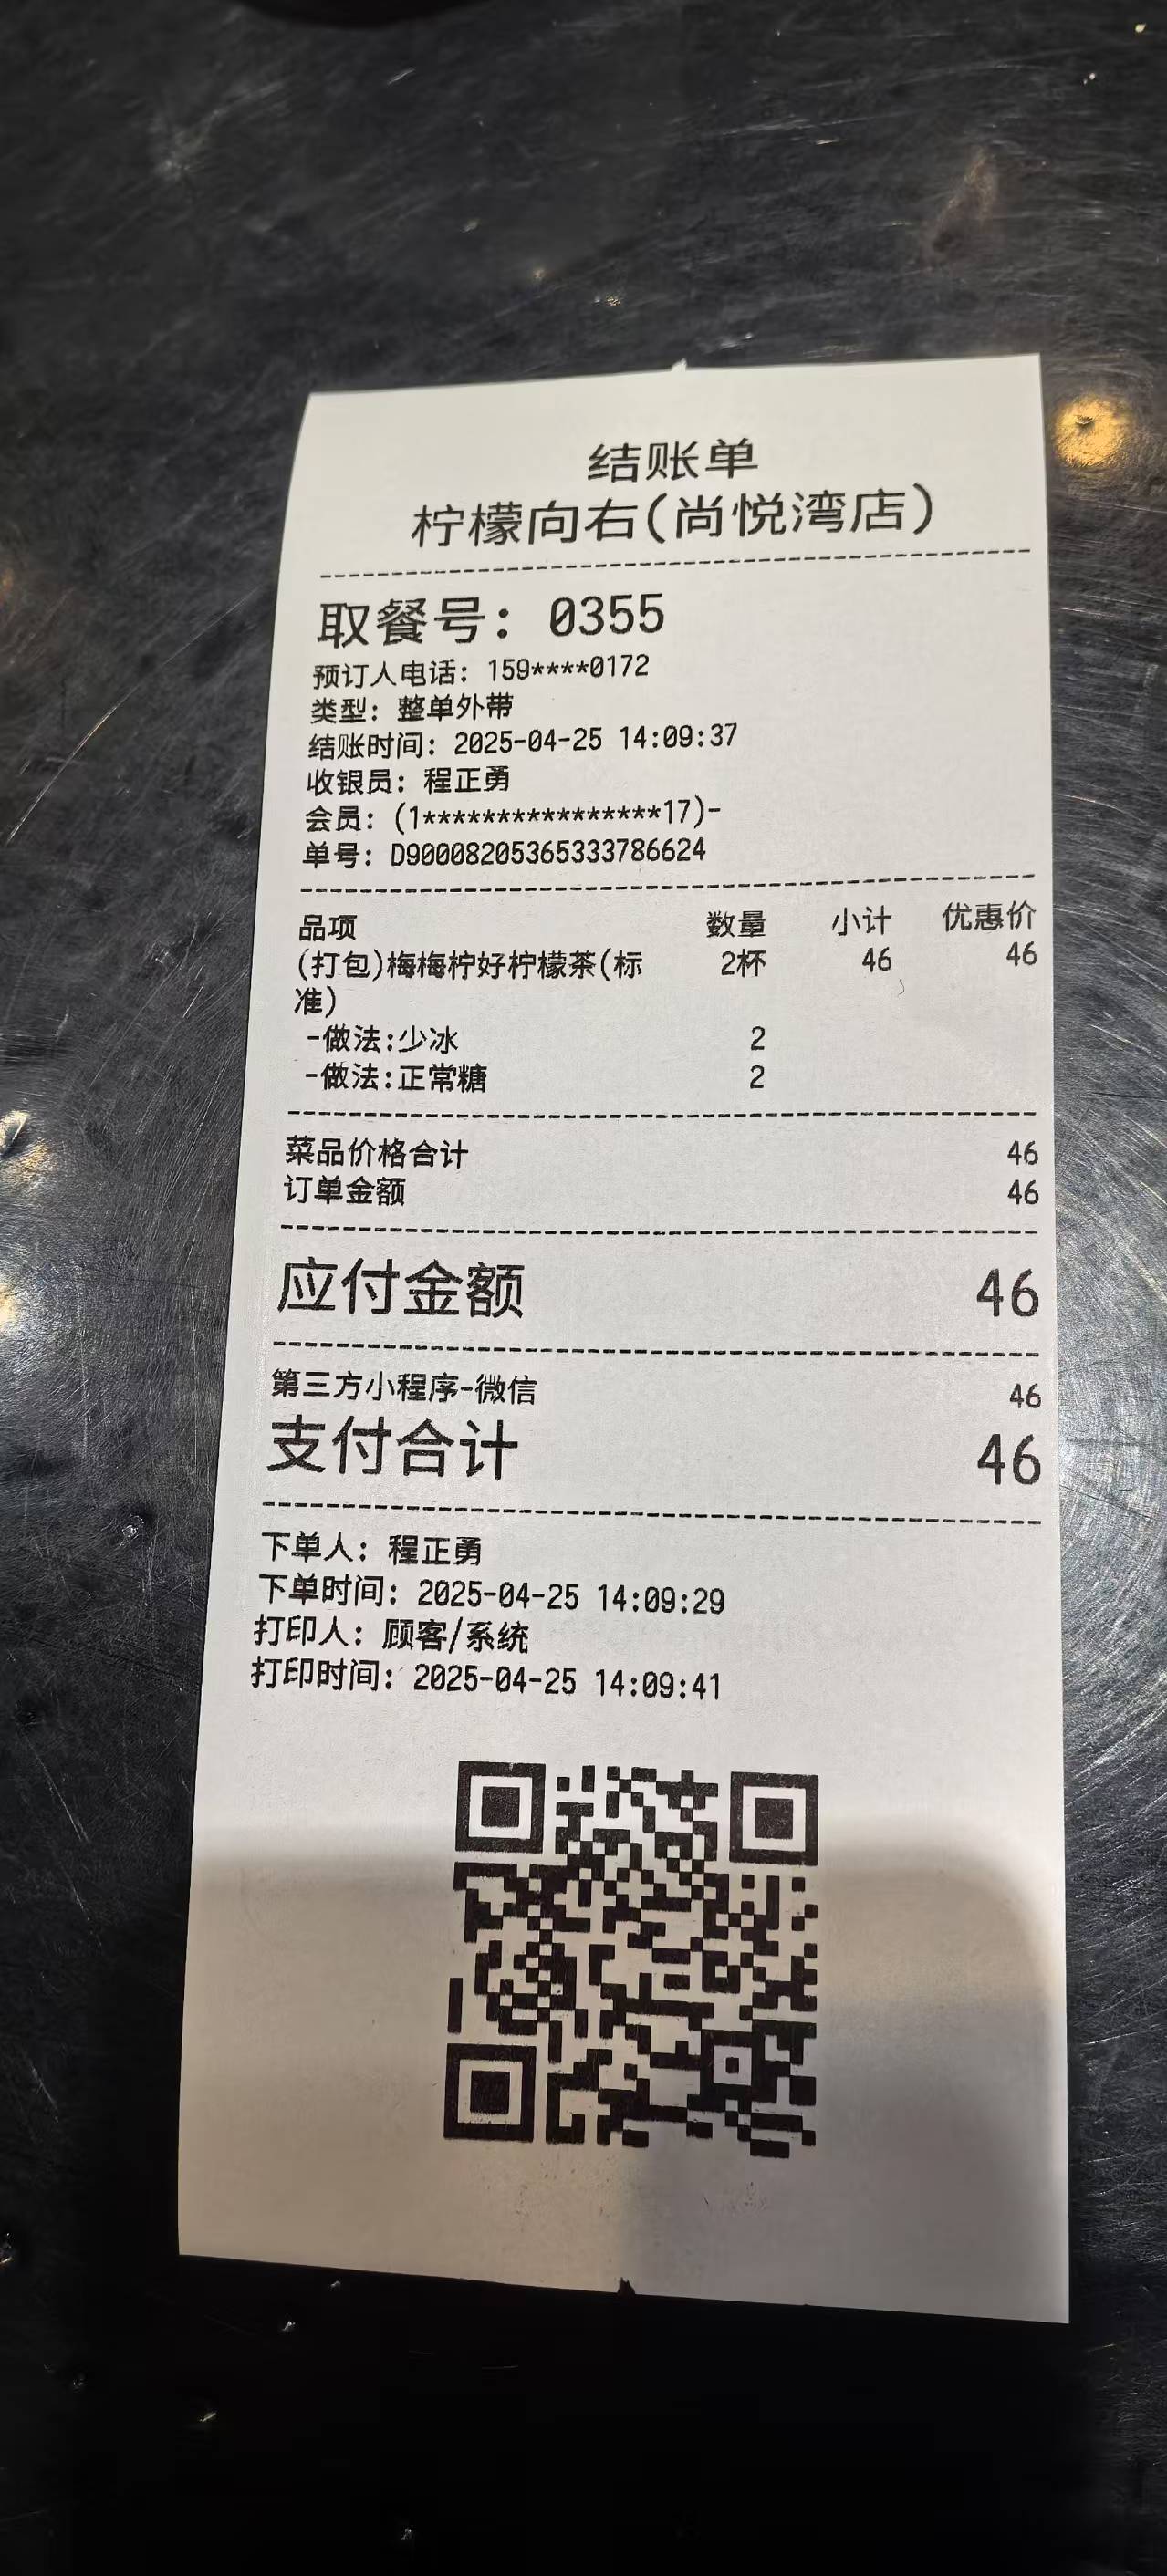 结账单
柠檬向右(尚悦湾店)
取餐号: 0355
预订人电话: 159****0172
类型: 整单外带
结账时间: 2025-04-25 14:09:37
收银员: 程正勇
会员: (1****************17)-
单号: D90008205365333786624
品项 数量 小计 优惠价
(打包)梅梅柠好柠檬茶(标 2杯 46 46
准)
-做法:少冰 2
-做法:正常糖 2
菜品价格合计 46
订单金额 46
应付金额 46
第三方小程序-微信 46
支付合计 46
下单人: 程正勇
下单时间: 2025-04-25 14:09:29
打印人: 顾客/系统
打印时间: 2025-04-25 14:09:41